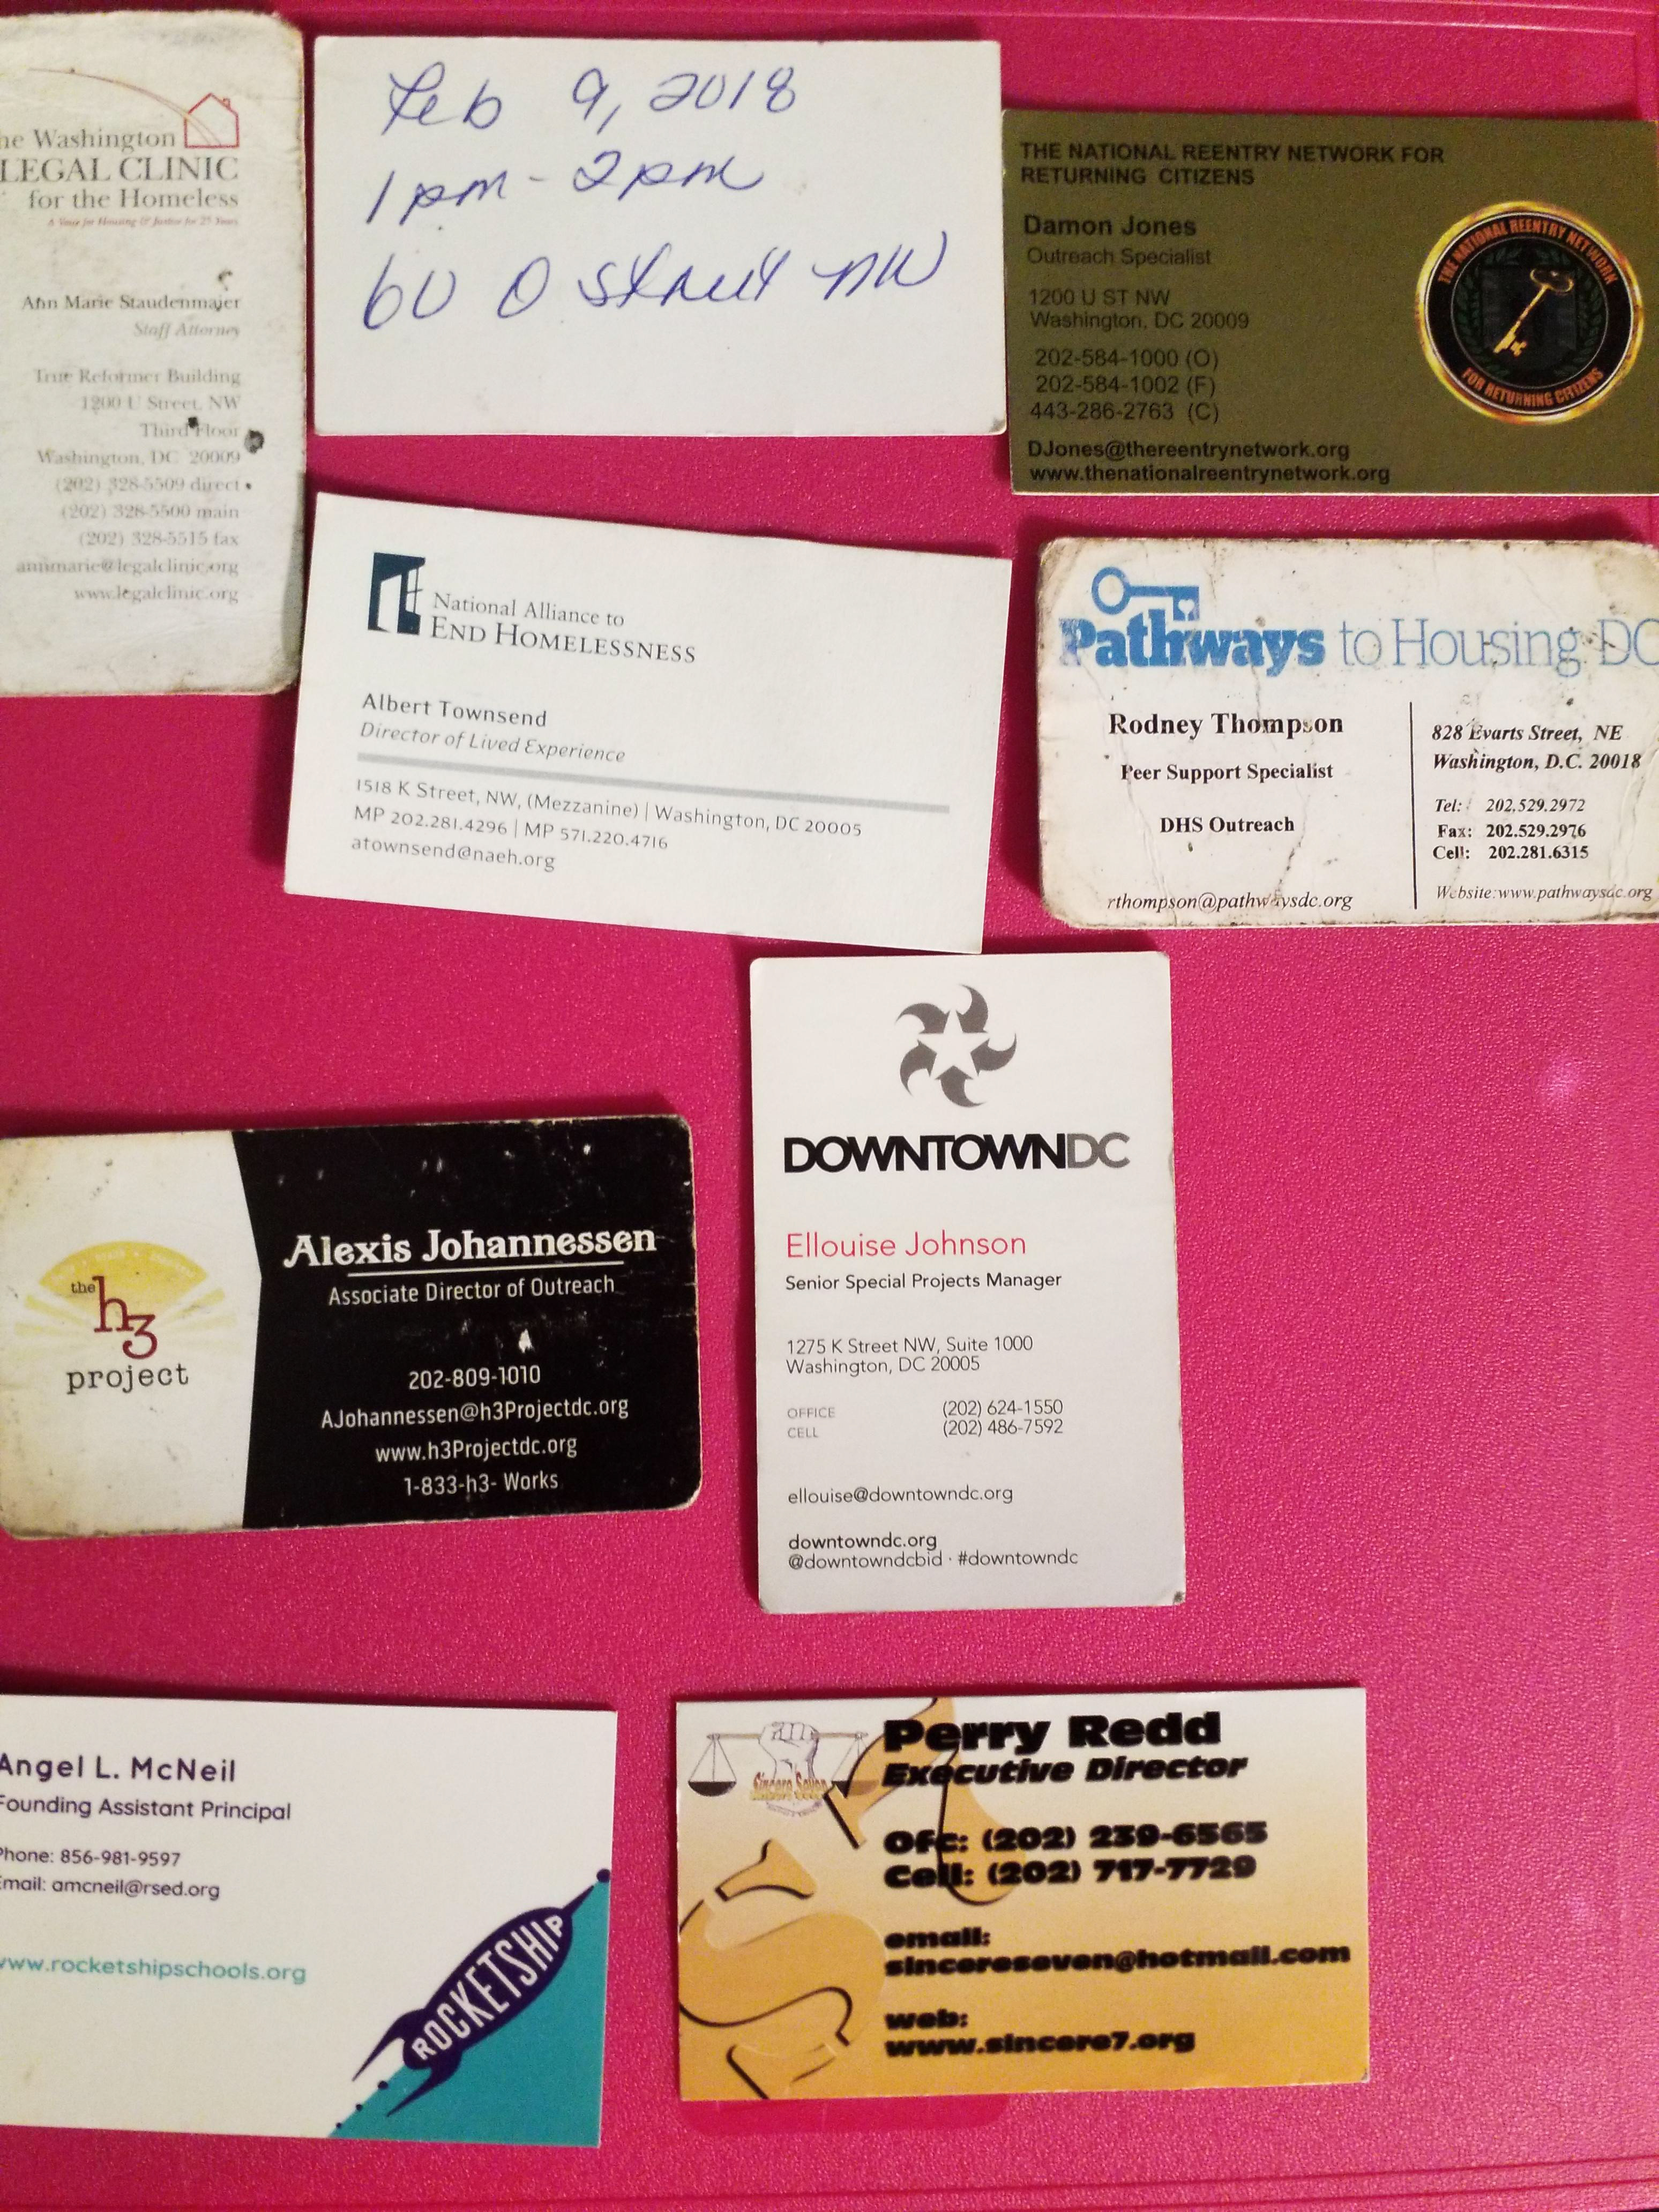 he Washington
LEGAL CLINIC
for the Homeless
A Voice for Housing & Justice for 25 Years
Ann Marie Staudenmajer
Staff Attorney
True Reformer Building
1200 U Street, NW
Third Floor
Washington, DC 20009
(202) 328-5509 direct
(202) 328-5500 main
(202) 328-5515 fax
annmarie@legalclinic.org
www.legalclinic.org
Feb 9, 2018
1pm - 2pm
60 O Street NW
THE NATIONAL REENTRY NETWORK FOR
RETURNING CITIZENS
Damon Jones
Outreach Specialist
1200 U ST NW
Washington, DC 20009
202-584-1000 (O)
202-584-1002 (F)
443-286-2763 (C)
DJones@thereentrynetwork.org
www.thenationalreentrynetwork.org
THE NATIONAL REENTRY NETWORK
FOR RETURNING CITIZENS
National Alliance to
END HOMELESSNESS
Albert Townsend
Director of Lived Experience
1518 K Street, NW, (Mezzanine) | Washington, DC 20005
MP 202.281.4296 | MP 571.220.4716
atownsend@naeh.org
Pathways to Housing DC
Rodney Thompson
Peer Support Specialist
DHS Outreach
rthompson@pathwaysdc.org
828 Evarts Street, NE
Washington, D.C. 20018
Tel: 202.529.2972
Fax: 202.529.2976
Cell: 202.281.6315
Website:www.pathwaysdc.org
the
h3
project
Alexis Johannessen
Associate Director of Outreach
202-809-1010
AJohannessen@h3Projectdc.org
www.h3Projectdc.org
1-833-h3- Works
DOWNTOWNDC
Ellouise Johnson
Senior Special Projects Manager
1275 K Street NW, Suite 1000
Washington, DC 20005
OFFICE (202) 624-1550
CELL (202) 486-7592
ellouise@downtowndc.org
downtowndc.org
@downtowndcbid · #downtowndc
Angel L. McNeil
Founding Assistant Principal
Phone: 856-981-9597
Email: amcneil@rsed.org
www.rocketshipschools.org
ROCKETSHIP
Sincere Seven
Perry Redd
Executive Director
Ofc: (202) 239-6565
Cell: (202) 717-7729
email:
sincereseven@hotmail.com
web:
www.sincere7.org